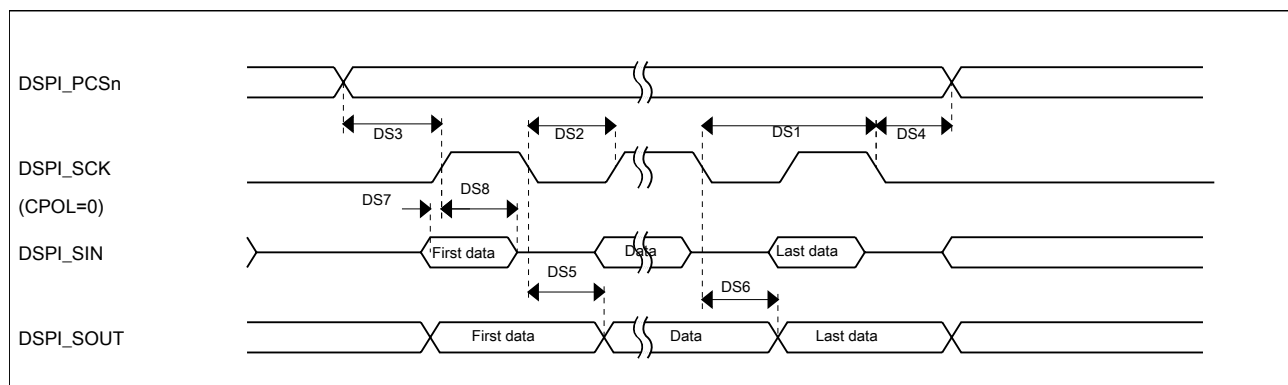 DSPI_PCSn
DS3
DS2
DS1
DS4
DSPI_SCK
(CPOL=0)
DS7
DS8
DSPI_SIN
First data
Data
Last data
DS5
DS6
DSPI_SOUT
First data
Data
Last data